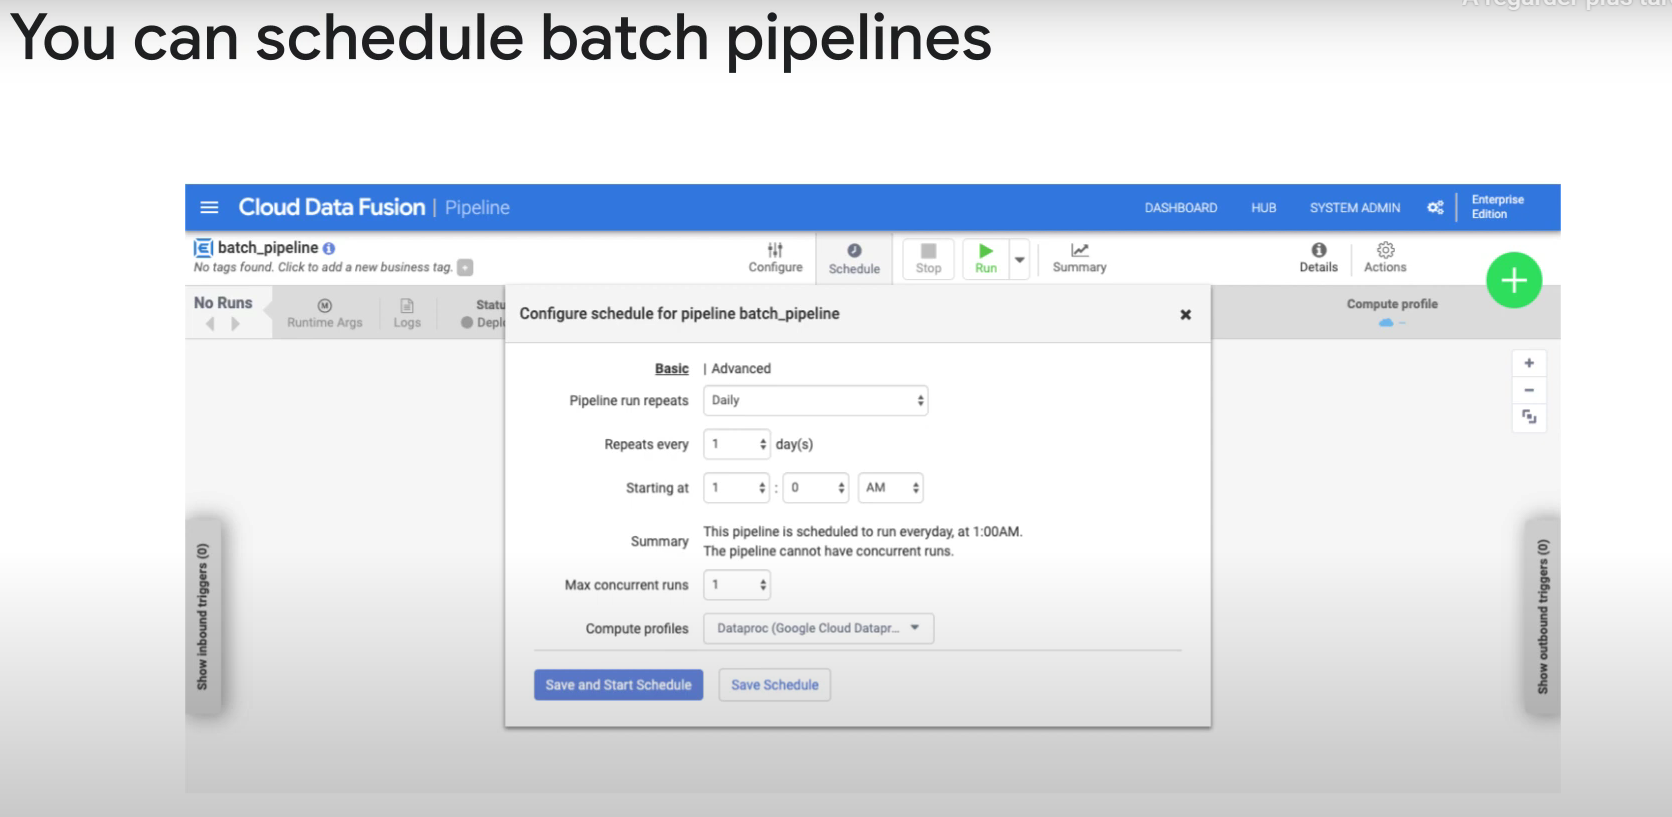 A regarder plus tard
You can schedule batch pipelines
Cloud Data Fusion | Pipeline
DASHBOARD HUB SYSTEM ADMIN Enterprise Edition
batch_pipeline
No tags found. Click to add a new business tag. +
Configure Schedule Stop Run Summary Details Actions
No Runs
Runtime Args Logs
Statu
Deplo
Compute profile
Configure schedule for pipeline batch_pipeline
Basic | Advanced
Pipeline run repeats Daily
Repeats every 1 day(s)
Starting at 1 : 0 AM
Summary This pipeline is scheduled to run everyday, at 1:00AM.
The pipeline cannot have concurrent runs.
Max concurrent runs 1
Compute profiles Dataproc (Google Cloud Datapr...
Save and Start Schedule Save Schedule
Show inbound triggers (0)
Show outbound triggers (0)